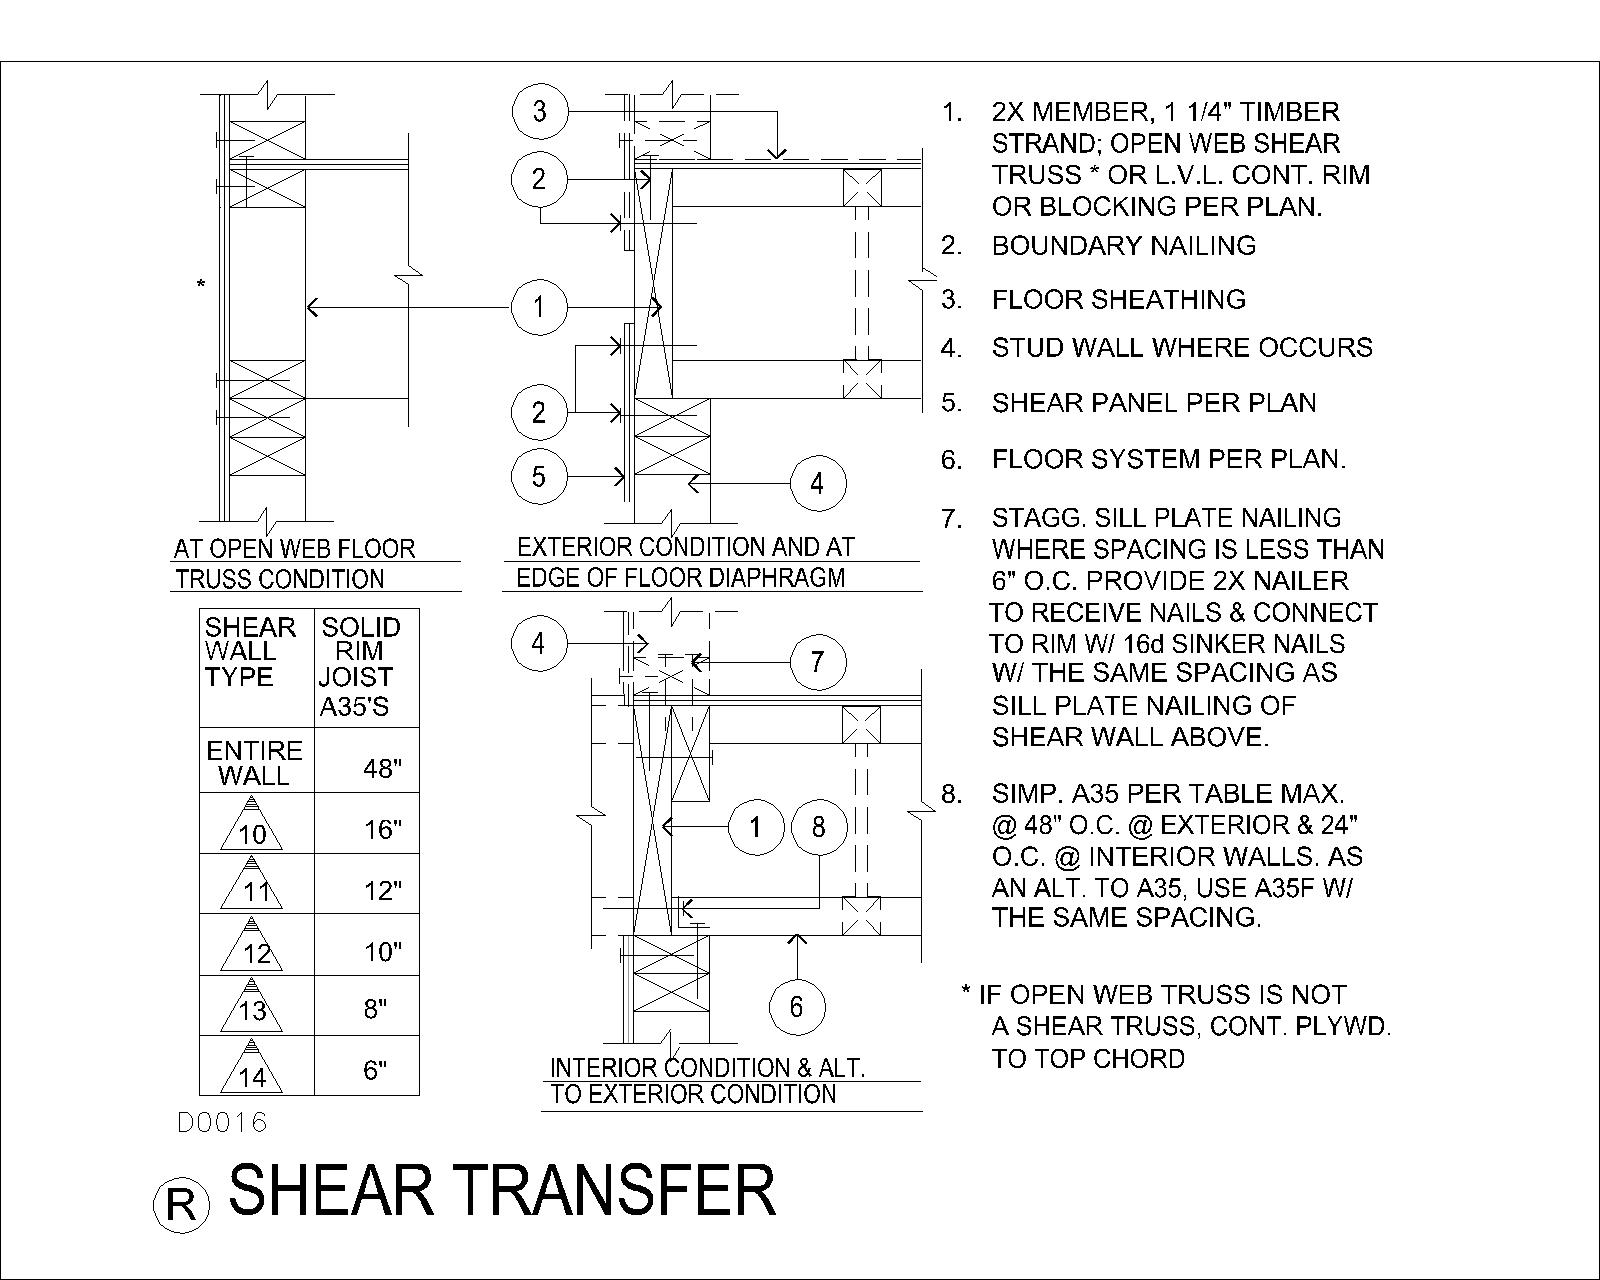 3
2
*
1
2
5
4
AT OPEN WEB FLOOR
TRUSS CONDITION
EXTERIOR CONDITION AND AT
EDGE OF FLOOR DIAPHRAGM
SHEAR WALL TYPE
SOLID RIM JOIST A35'S
ENTIRE WALL 48"
10 16"
11 12"
12 10"
13 8"
14 6"
D0016
4
7
1
8
6
INTERIOR CONDITION & ALT.
TO EXTERIOR CONDITION
1. 2X MEMBER, 1 1/4" TIMBER
STRAND; OPEN WEB SHEAR
TRUSS * OR L.V.L. CONT. RIM
OR BLOCKING PER PLAN.
2. BOUNDARY NAILING
3. FLOOR SHEATHING
4. STUD WALL WHERE OCCURS
5. SHEAR PANEL PER PLAN
6. FLOOR SYSTEM PER PLAN.
7. STAGG. SILL PLATE NAILING
WHERE SPACING IS LESS THAN
6" O.C. PROVIDE 2X NAILER
TO RECEIVE NAILS & CONNECT
TO RIM W/ 16d SINKER NAILS
W/ THE SAME SPACING AS
SILL PLATE NAILING OF
SHEAR WALL ABOVE.
8. SIMP. A35 PER TABLE MAX.
@ 48" O.C. @ EXTERIOR & 24"
O.C. @ INTERIOR WALLS. AS
AN ALT. TO A35, USE A35F W/
THE SAME SPACING.
* IF OPEN WEB TRUSS IS NOT
A SHEAR TRUSS, CONT. PLYWD.
TO TOP CHORD
R SHEAR TRANSFER